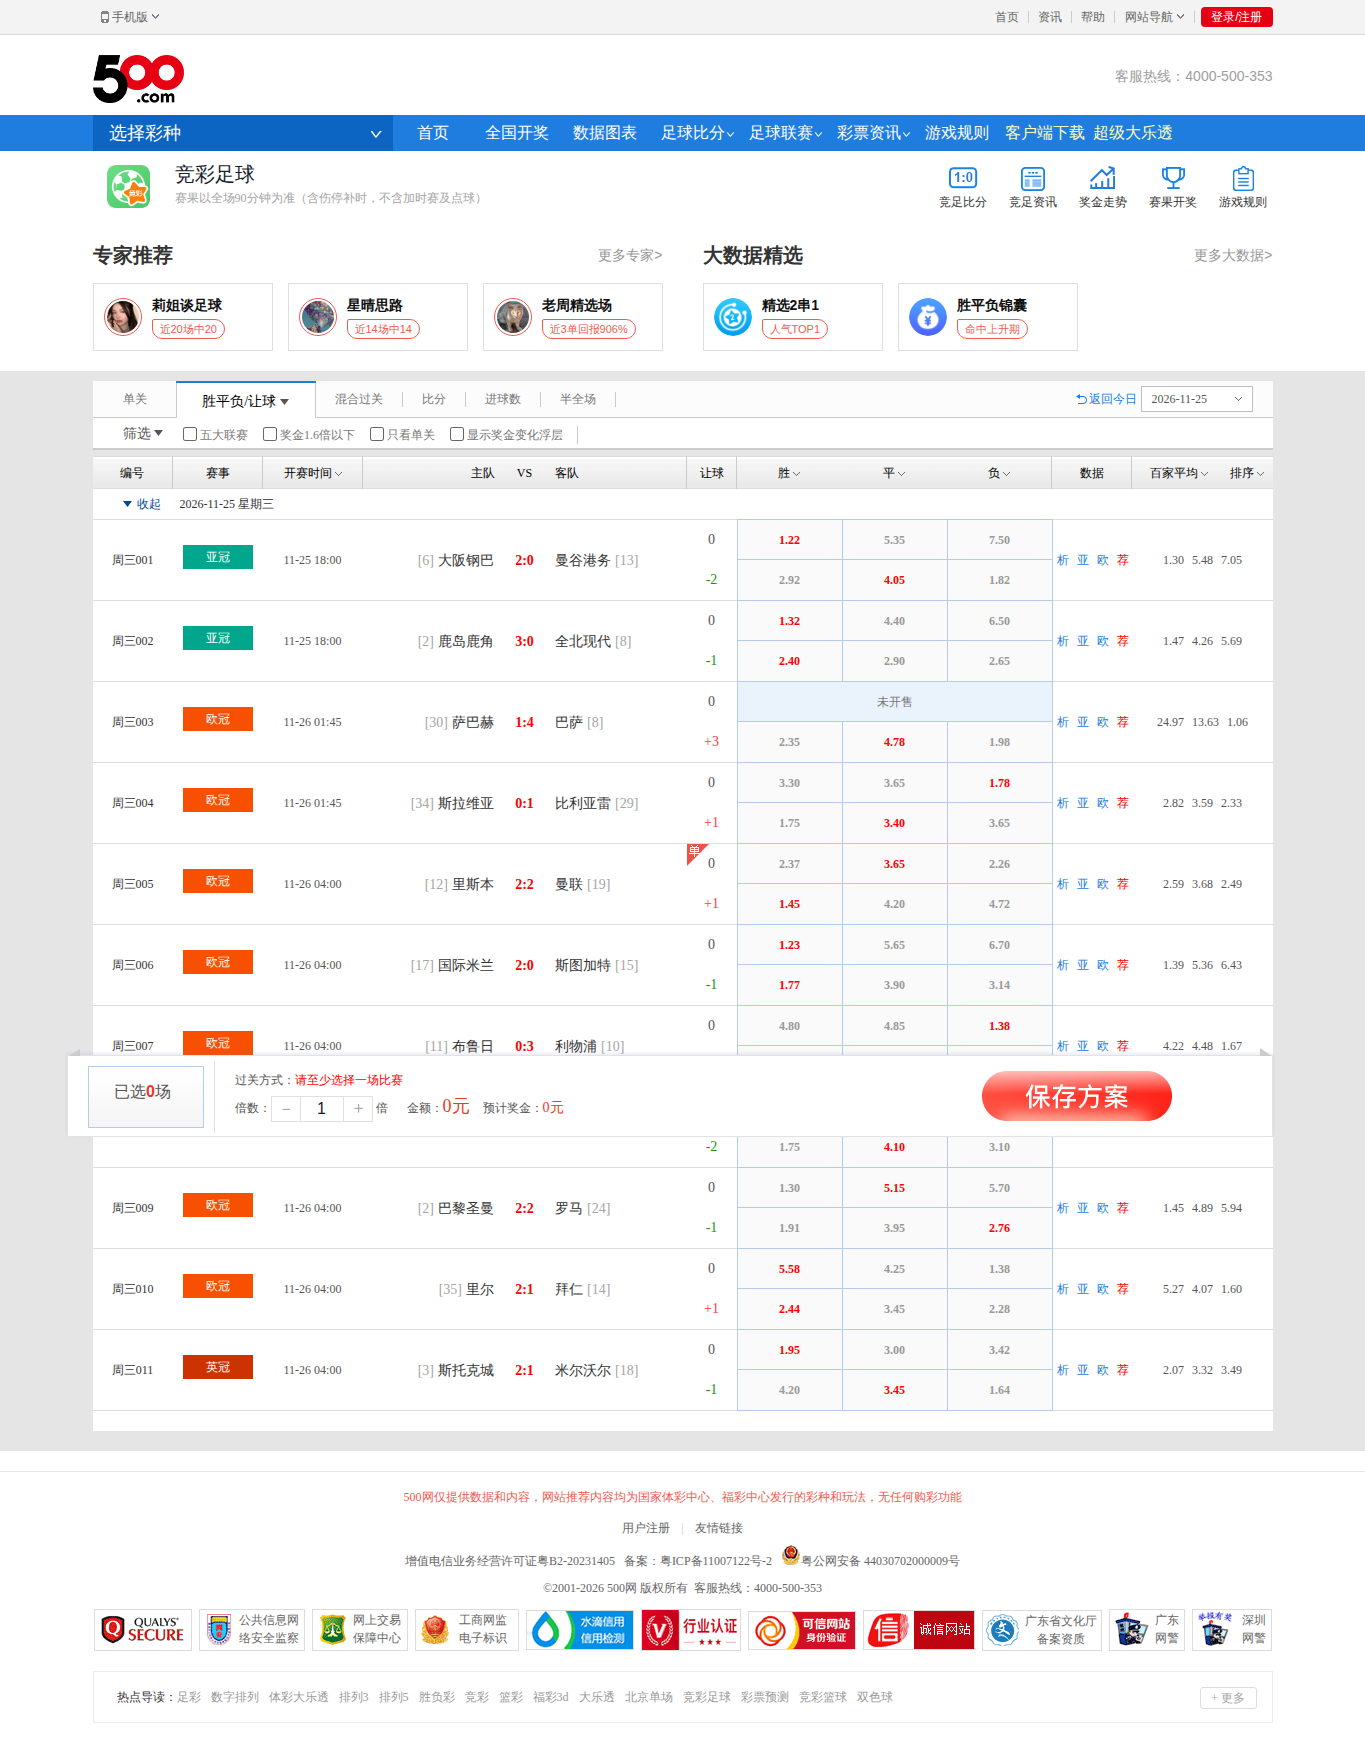 手机版
首页 资讯 帮助 网站导航 登录/注册
500.com
客服热线：4000-500-353
选择彩种 首页 全国开奖 数据图表 足球比分 足球联赛 彩票资讯 游戏规则 客户端下载 超级大乐透
竞彩足球
赛果以全场90分钟为准（含伤停补时，不含加时赛及点球）
1:0
竞足比分 竞足资讯 奖金走势 赛果开奖 游戏规则
专家推荐 更多专家>
大数据精选 更多大数据>
莉姐谈足球
近20场中20
星晴思路
近14场中14
老周精选场
近3单回报906%
精选2串1
人气TOP1
胜平负锦囊
命中上升期
单关 胜平负/让球 混合过关 比分 进球数 半全场 返回今日 2026-11-25
筛选 五大联赛 奖金1.6倍以下 只看单关 显示奖金变化浮层
编号 赛事 开赛时间 主队 VS 客队 让球 胜 平 负 数据 百家平均 排序
收起 2026-11-25 星期三
0 1.22 5.35 7.50
周三001 亚冠 11-25 18:00 [6] 大阪钢巴 2:0 曼谷港务 [13] 析 亚 欧 荐 1.30 5.48 7.05
-2 2.92 4.05 1.82
0 1.32 4.40 6.50
周三002 亚冠 11-25 18:00 [2] 鹿岛鹿角 3:0 全北现代 [8] 析 亚 欧 荐 1.47 4.26 5.69
-1 2.40 2.90 2.65
0 未开售
周三003 欧冠 11-26 01:45 [30] 萨巴赫 1:4 巴萨 [8] 析 亚 欧 荐 24.97 13.63 1.06
+3 2.35 4.78 1.98
0 3.30 3.65 1.78
周三004 欧冠 11-26 01:45 [34] 斯拉维亚 0:1 比利亚雷 [29] 析 亚 欧 荐 2.82 3.59 2.33
+1 1.75 3.40 3.65
单 0 2.37 3.65 2.26
周三005 欧冠 11-26 04:00 [12] 里斯本 2:2 曼联 [19] 析 亚 欧 荐 2.59 3.68 2.49
+1 1.45 4.20 4.72
0 1.23 5.65 6.70
周三006 欧冠 11-26 04:00 [17] 国际米兰 2:0 斯图加特 [15] 析 亚 欧 荐 1.39 5.36 6.43
-1 1.77 3.90 3.14
0 4.80 4.85 1.38
周三007 欧冠 11-26 04:00 [11] 布鲁日 0:3 利物浦 [10] 析 亚 欧 荐 4.22 4.48 1.67
已选0场
过关方式：请至少选择一场比赛
倍数： − 1 + 倍 金额：0元 预计奖金：0元
保存方案
-2 1.75 4.10 3.10
0 1.30 5.15 5.70
周三009 欧冠 11-26 04:00 [2] 巴黎圣曼 2:2 罗马 [24] 析 亚 欧 荐 1.45 4.89 5.94
-1 1.91 3.95 2.76
0 5.58 4.25 1.38
周三010 欧冠 11-26 04:00 [35] 里尔 2:1 拜仁 [14] 析 亚 欧 荐 5.27 4.07 1.60
+1 2.44 3.45 2.28
0 1.95 3.00 3.42
周三011 英冠 11-26 04:00 [3] 斯托克城 2:1 米尔沃尔 [18] 析 亚 欧 荐 2.07 3.32 3.49
-1 4.20 3.45 1.64
500网仅提供数据和内容，网站推荐内容均为国家体彩中心、福彩中心发行的彩种和玩法，无任何购彩功能
用户注册 | 友情链接
增值电信业务经营许可证粤B2-20231405 备案：粤ICP备11007122号-2 粤公网安备 44030702000009号
©2001-2026 500网 版权所有 客服热线：4000-500-353
QUALYS SECURE
公共信息网络安全监察
网上交易保障中心
工商网监电子标识
水滴信用 信用检测
行业认证
可信网站 身份验证
信 诚信网站
广东省文化厅备案资质
广东网警
举报有奖 深圳网警
热点导读：足彩 数字排列 体彩大乐透 排列3 排列5 胜负彩 竞彩 篮彩 福彩3d 大乐透 北京单场 竞彩足球 彩票预测 竞彩篮球 双色球 + 更多